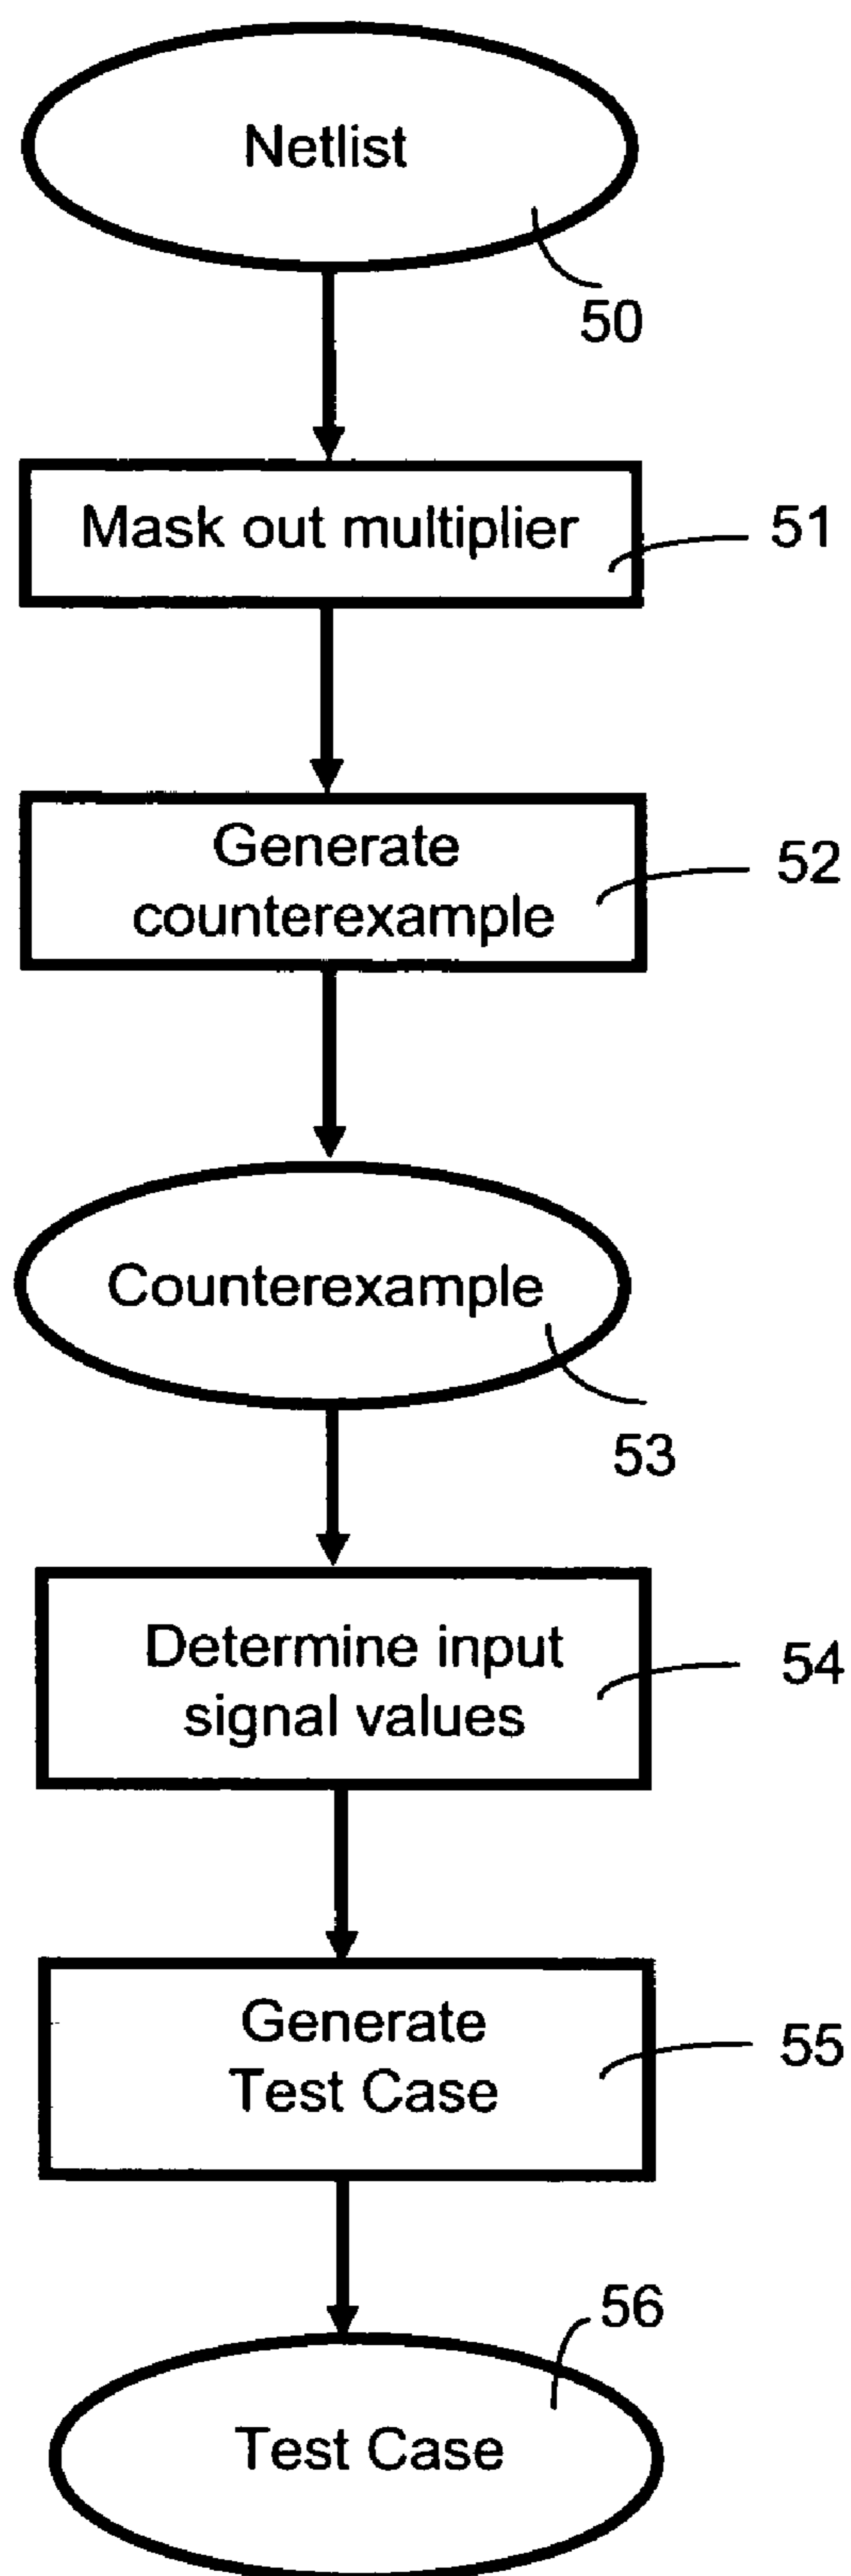 Netlist
50
Mask out multiplier
51
Generate
counterexample
52
Counterexample
53
Determine input
signal values
54
Generate
Test Case
55
56
Test Case